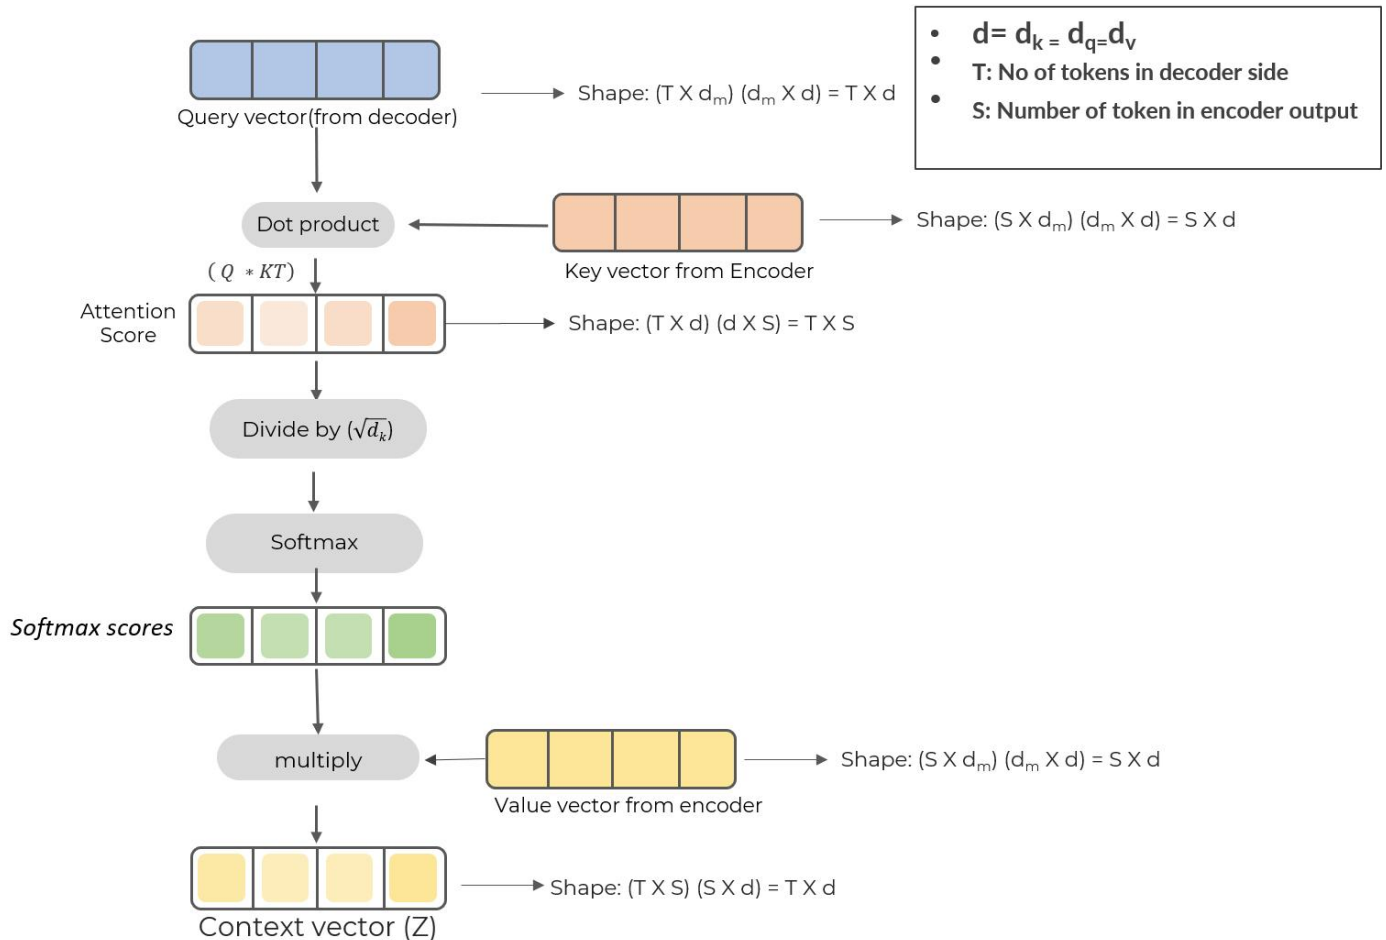 d= dₖ = d_q=dᵥ
T: No of tokens in decoder side
S: Number of token in encoder output
Query vector(from decoder)
Shape: (T X dₘ) (dₘ X d) = T X d
Dot product
Key vector from Encoder
Shape: (S X dₘ) (dₘ X d) = S X d
( Q * KT)
Attention
Score
Shape: (T X d) (d X S) = T X S
Divide by (√dₖ)
Softmax
Softmax scores
multiply
Value vector from encoder
Shape: (S X dₘ) (dₘ X d) = S X d
Context vector (Z)
Shape: (T X S) (S X d) = T X d